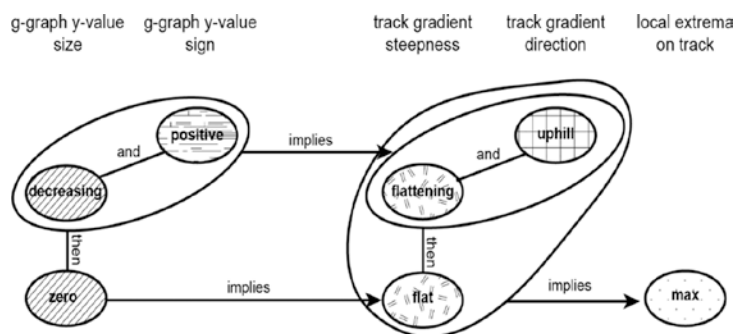 g-graph y-value
size
g-graph y-value
sign
track gradient
steepness
track gradient
direction
local extrema
on track
positive
uphill
and
implies
and
decreasing
flattening
then
then
zero
implies
flat
implies
max